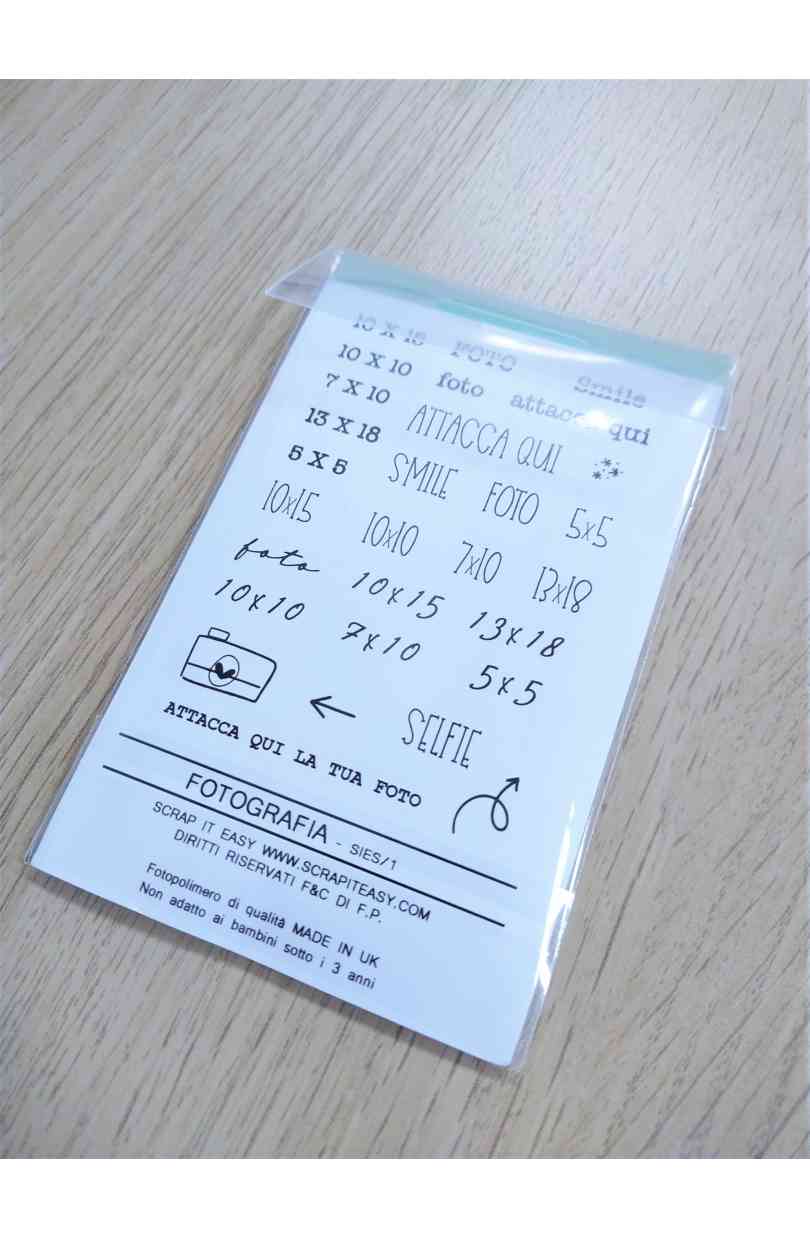 10 X 15 FOTO Smile
10 X 10 foto attacca qui
7 X 10 ATTACCA QUI
13 X 18 SMILE FOTO 5x5
5 X 5
10x15 10x10 7x10 13x18
foto 10x15 13x18
10x10 7x10 5x5
SELFIE
ATTACCA QUI LA TUA FOTO
FOTOGRAFIA - SIES/1
SCRAP IT EASY WWW.SCRAPITEASY.COM
DIRITTI RISERVATI F&C DI F.P.
Fotopolimero di qualità MADE IN UK
Non adatto ai bambini sotto i 3 anni